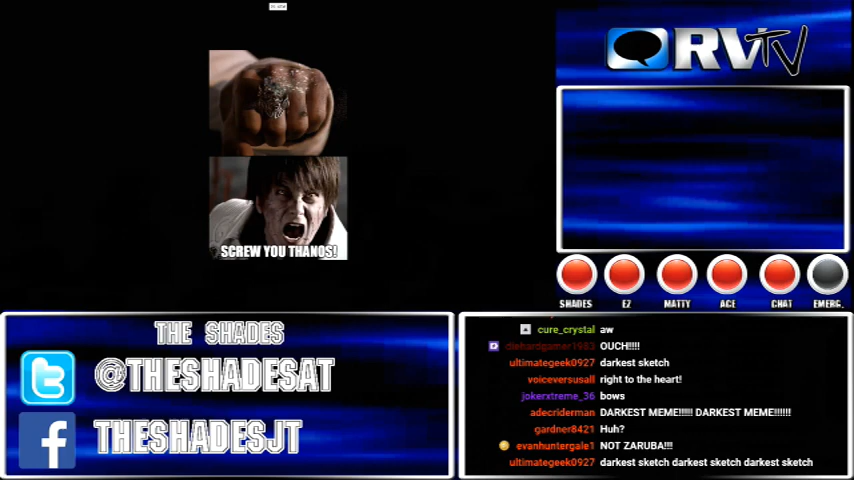 RVTV
SCREW YOU THANOS!
SHADES EZ MATTY ACE CHAT EMERG.
THE SHADES
@THESHADESAT
THESHADESJT
cure_crystal aw
diehardgamer1983 OUCH!!!!
ultimategeek0927 darkest sketch
voiceversusall right to the heart!
jokerxtreme_36 bows
adecriderman DARKEST MEME!!!!! DARKEST MEME!!!!!!
gardner8421 Huh?
evanhuntergale1 NOT ZARUBA!!!
ultimategeek0927 darkest sketch darkest sketch darkest sketch